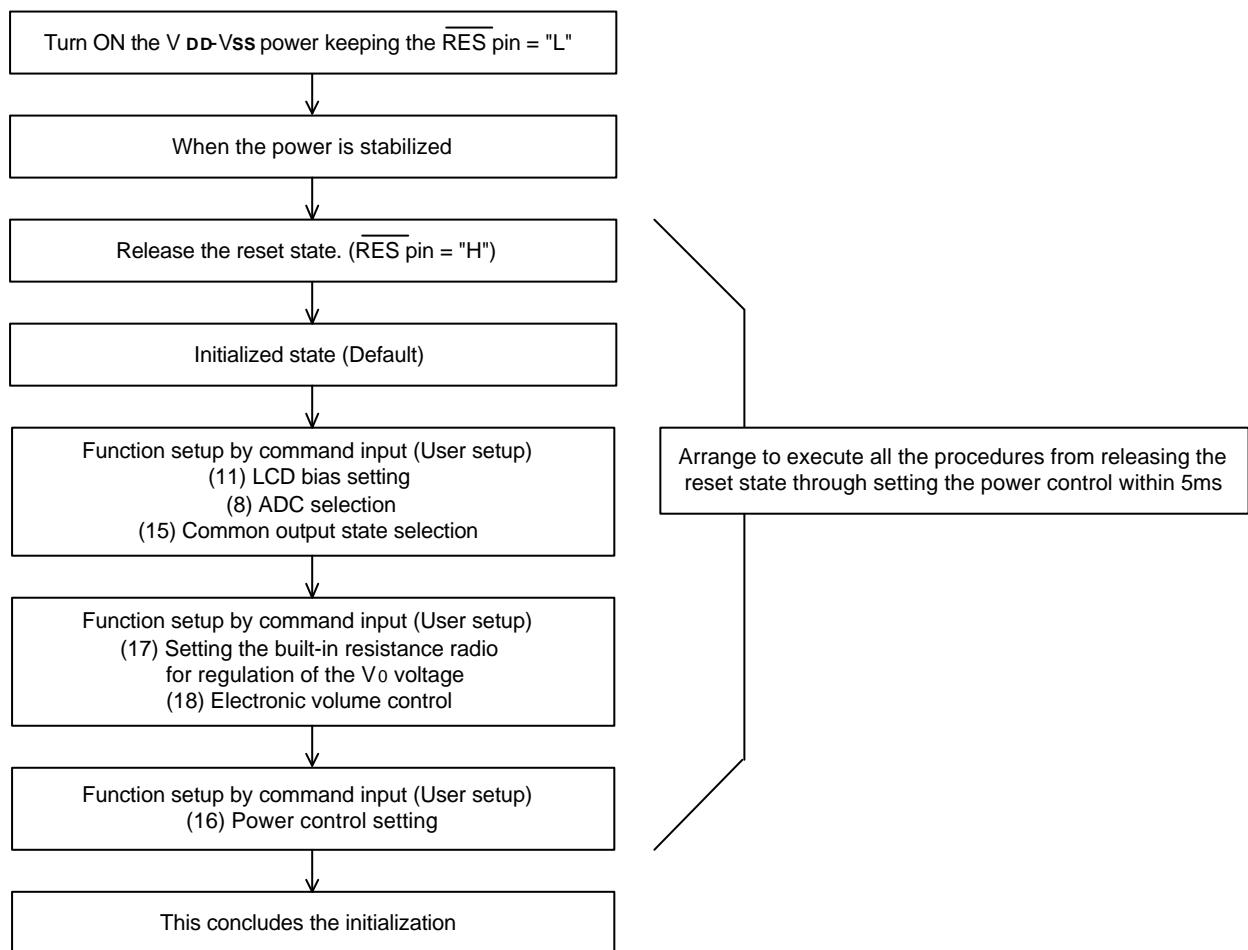 Turn ON the VDD-VSS power keeping the RES pin = "L"
When the power is stabilized
Release the reset state. (RES pin = "H")
Initialized state (Default)
Function setup by command input (User setup)
(11) LCD bias setting
(8) ADC selection
(15) Common output state selection
Arrange to execute all the procedures from releasing the
reset state through setting the power control within 5ms
Function setup by command input (User setup)
(17) Setting the built-in resistance radio
for regulation of the V0 voltage
(18) Electronic volume control
Function setup by command input (User setup)
(16) Power control setting
This concludes the initialization